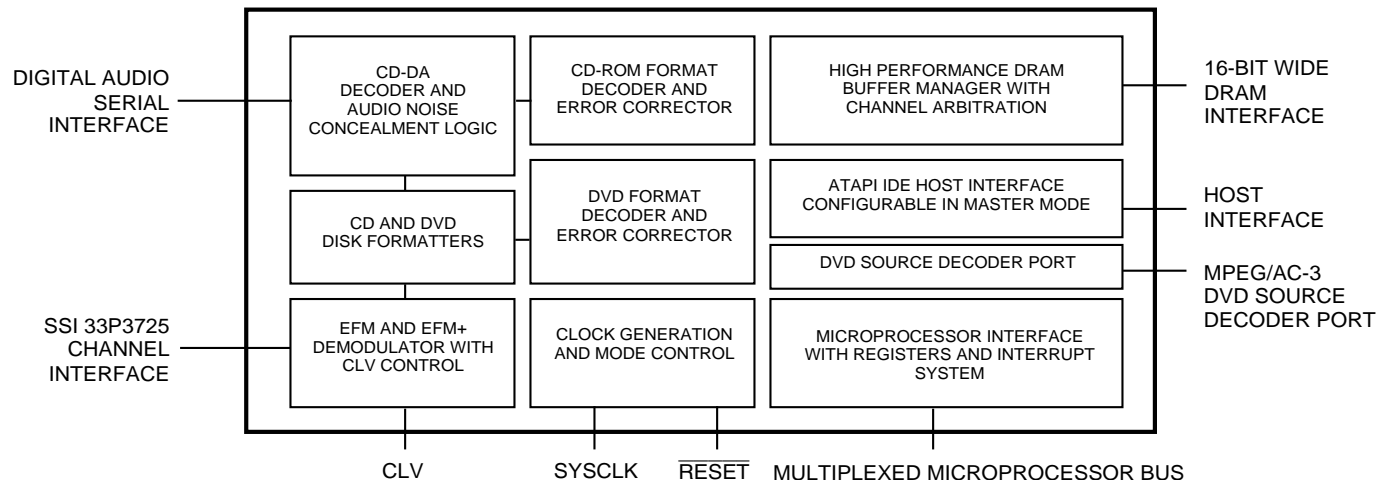 DIGITAL AUDIO
SERIAL
INTERFACE
CD-DA
DECODER AND
AUDIO NOISE
CONCEALMENT LOGIC
CD-ROM FORMAT
DECODER AND
ERROR CORRECTOR
HIGH PERFORMANCE DRAM
BUFFER MANAGER WITH
CHANNEL ARBITRATION
16-BIT WIDE
DRAM
INTERFACE
CD AND DVD
DISK FORMATTERS
DVD FORMAT
DECODER AND
ERROR CORRECTOR
ATAPI IDE HOST INTERFACE
CONFIGURABLE IN MASTER MODE
HOST
INTERFACE
DVD SOURCE DECODER PORT
MPEG/AC-3
DVD SOURCE
DECODER PORT
SSI 33P3725
CHANNEL
INTERFACE
EFM AND EFM+
DEMODULATOR WITH
CLV CONTROL
CLOCK GENERATION
AND MODE CONTROL
MICROPROCESSOR INTERFACE
WITH REGISTERS AND INTERRUPT
SYSTEM
CLV
SYSCLK
RESET
MULTIPLEXED MICROPROCESSOR BUS